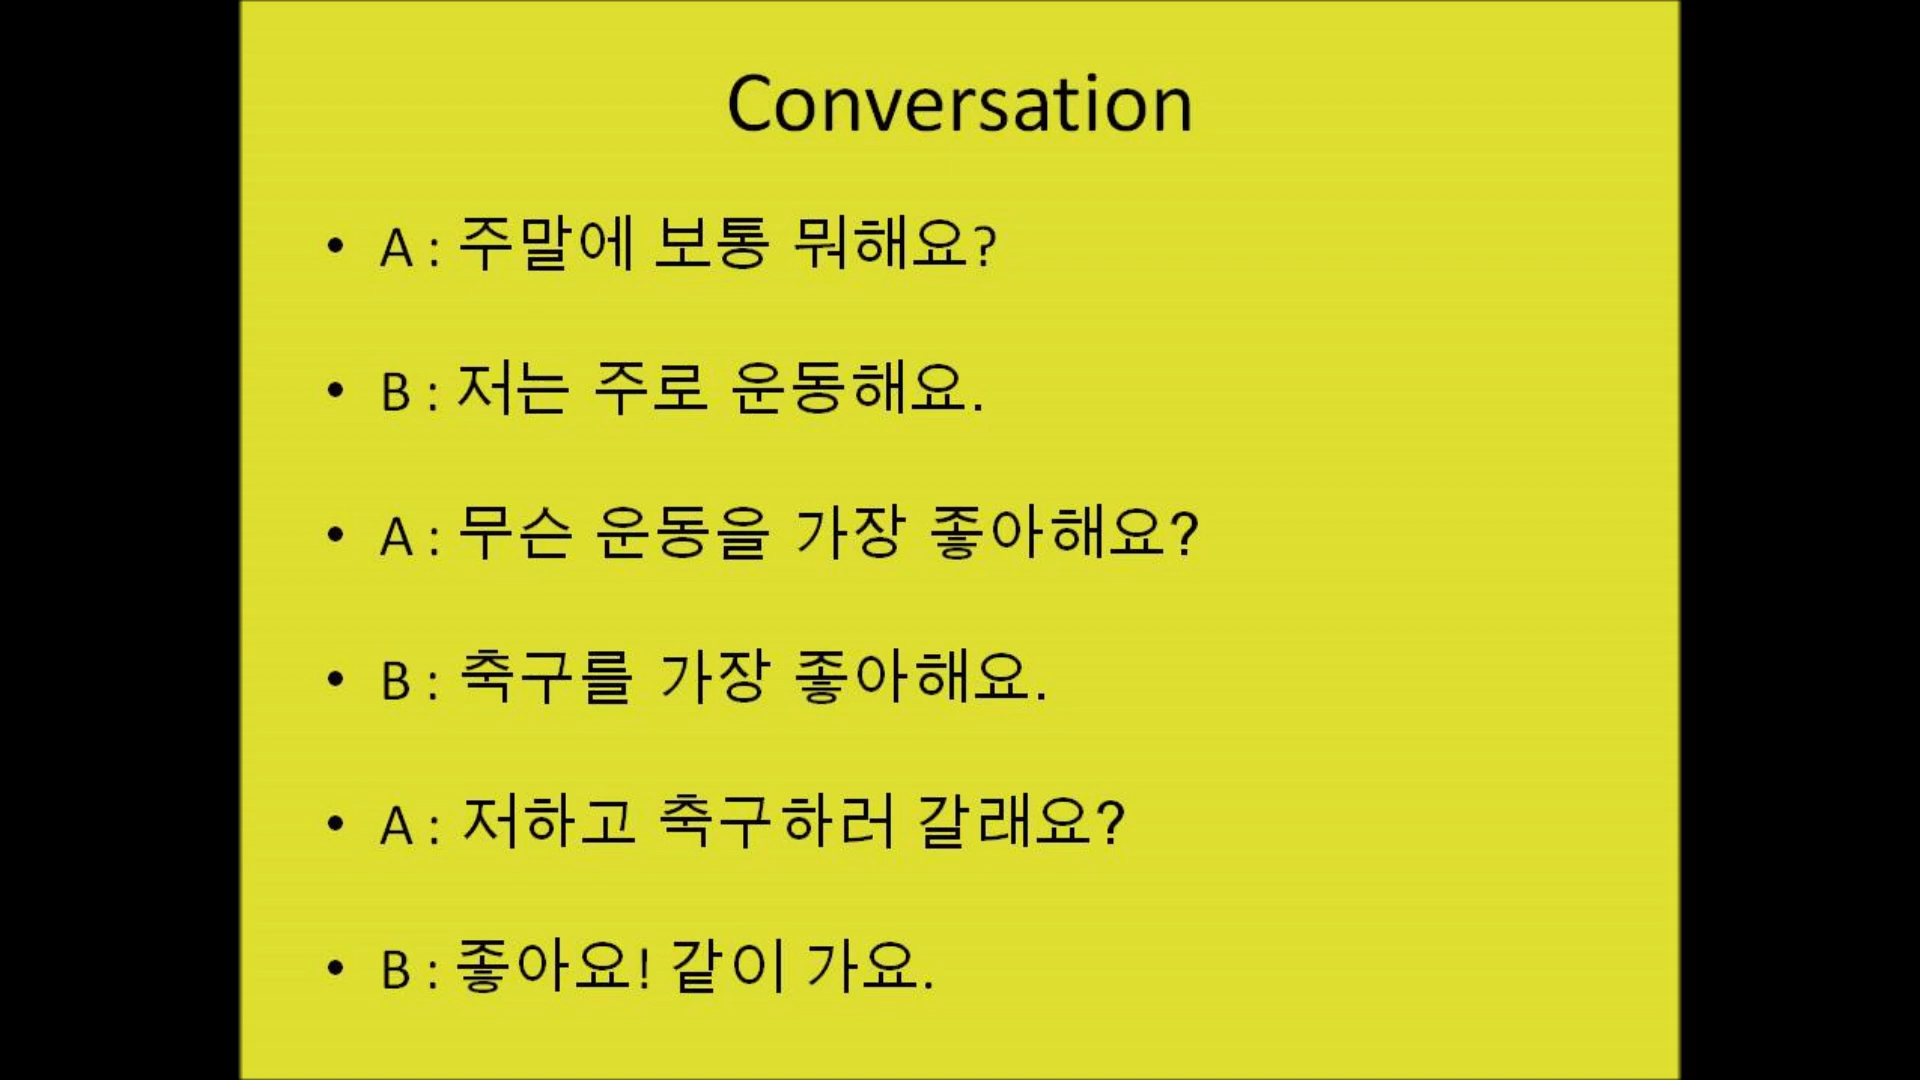 Conversation
• A : 주말에 보통 뭐해요?
• B : 저는 주로 운동해요.
• A : 무슨 운동을 가장 좋아해요?
• B : 축구를 가장 좋아해요.
• A : 저하고 축구하러 갈래요?
• B : 좋아요! 같이 가요.